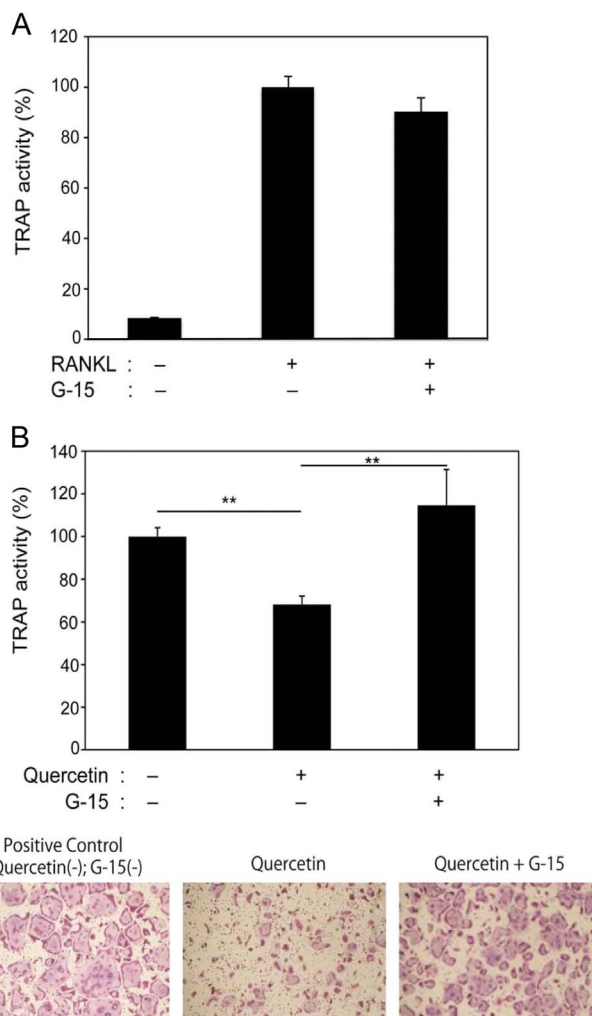 A
TRAP activity (%)
120
100
80
60
40
20
0
RANKL : – + +
G-15 : – – +
B
TRAP activity (%)
140
120
100
80
60
40
20
0
**
**
Quercetin : – + +
G-15 : – – +
Positive Control
Quercetin(-); G-15(-)
Quercetin
Quercetin + G-15